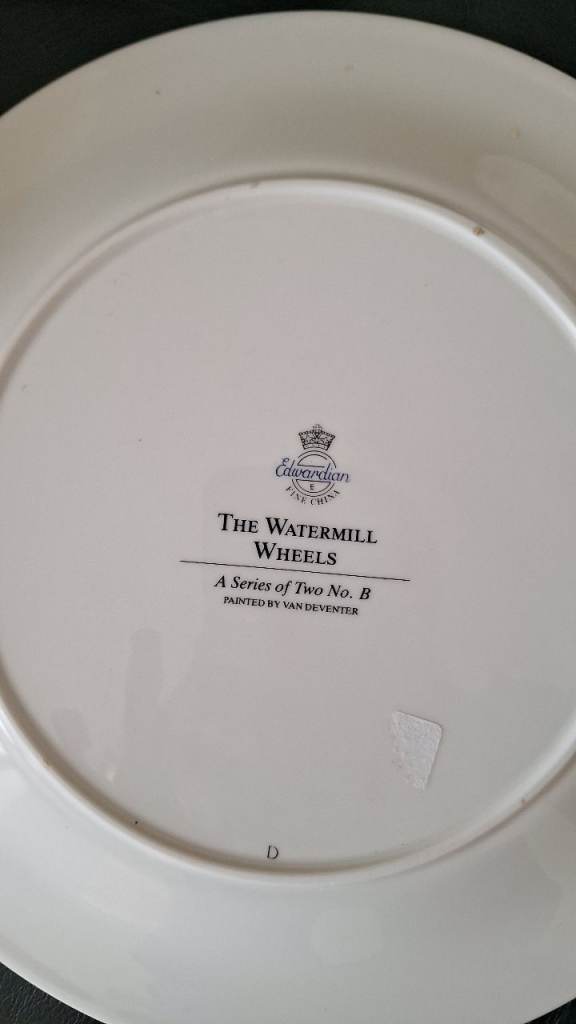 Edwardian
E
FINE CHINA
THE WATERMILL
WHEELS
A Series of Two No. B
PAINTED BY VAN DEVENTER
D